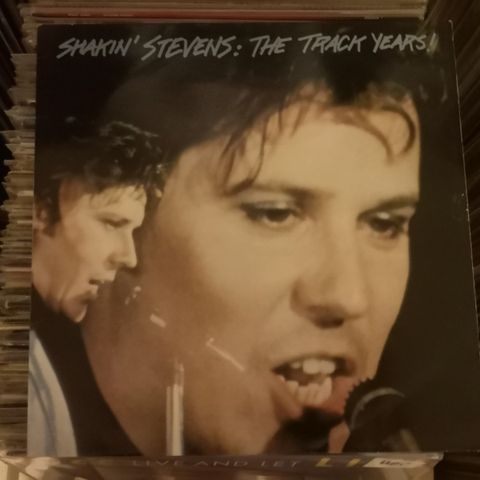 SHAKIN' STEVENS: THE TRACK YEARS!
LIVE AND LET